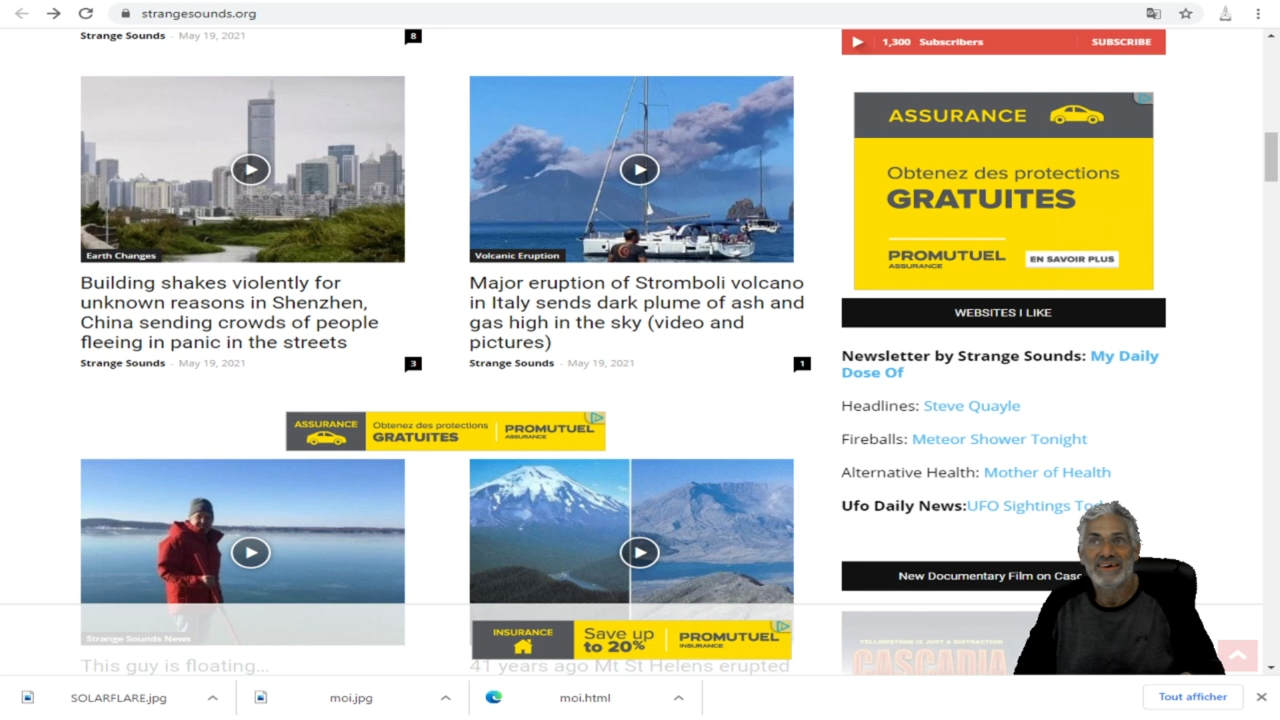 strangesounds.org
Strange Sounds - May 19, 2021
8
1,300 Subscribers SUBSCRIBE
ASSURANCE
Obtenez des protections
GRATUITES
PROMUTUEL
ASSURANCE
EN SAVOIR PLUS
Earth Changes
Building shakes violently for
unknown reasons in Shenzhen,
China sending crowds of people
fleeing in panic in the streets
Strange Sounds - May 19, 2021
3
Volcanic Eruption
Major eruption of Stromboli volcano
in Italy sends dark plume of ash and
gas high in the sky (video and
pictures)
Strange Sounds - May 19, 2021
1
WEBSITES I LIKE
Newsletter by Strange Sounds: My Daily
Dose Of
Headlines: Steve Quayle
Fireballs: Meteor Shower Tonight
Alternative Health: Mother of Health
Ufo Daily News:UFO Sightings
New Documentary Film on
ASSURANCE
Obtenez des protections
GRATUITES
PROMUTUEL
ASSURANCE
Strange Sounds News
This guy is floating...
INSURANCE
Save up
to 20%
PROMUTUEL
INSURANCE
41 years ago Mt St Helens erupted
YELLOWSTONE IS JUST A DISTRACTION
CASCADIA
SOLARFLARE.jpg
moi.jpg
moi.html
Tout afficher